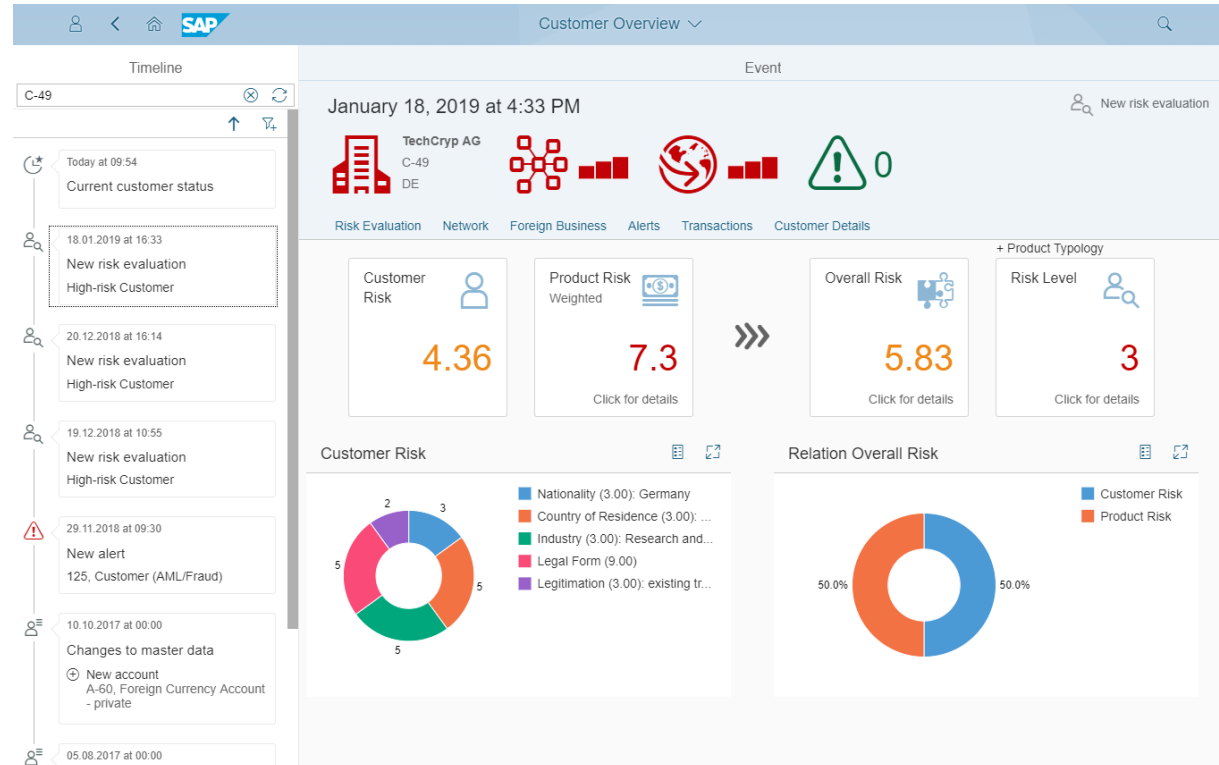 SAP
Customer Overview
Timeline
C-49
Today at 09:54
Current customer status
18.01.2019 at 16:33
New risk evaluation
High-risk Customer
20.12.2018 at 16:14
New risk evaluation
High-risk Customer
19.12.2018 at 10:55
New risk evaluation
High-risk Customer
29.11.2018 at 09:30
New alert
125, Customer (AML/Fraud)
10.10.2017 at 00:00
Changes to master data
New account
A-60, Foreign Currency Account
- private
05.08.2017 at 00:00
Event
January 18, 2019 at 4:33 PM
New risk evaluation
TechCryp AG
C-49
DE
0
Risk Evaluation Network Foreign Business Alerts Transactions Customer Details
+ Product Typology
Customer
Risk
4.36
Product Risk
Weighted
7.3
Click for details
Overall Risk
5.83
Click for details
Risk Level
3
Click for details
Customer Risk
2
3
5
5
5
Nationality (3.00): Germany
Country of Residence (3.00): ...
Industry (3.00): Research and...
Legal Form (9.00)
Legitimation (3.00): existing tr...
Relation Overall Risk
50.0%
50.0%
Customer Risk
Product Risk